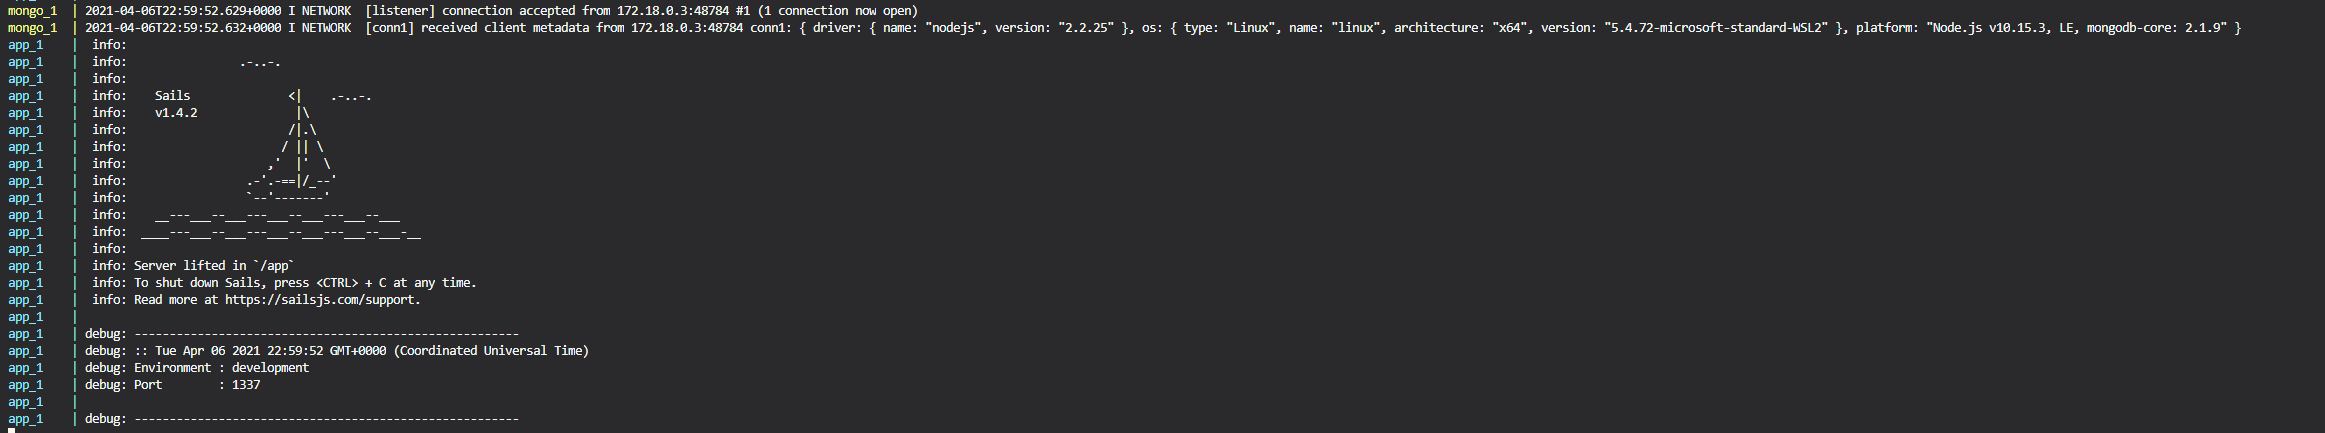 mongo_1  | 2021-04-06T22:59:52.629+0000 I NETWORK  [listener] connection accepted from 172.18.0.3:48784 #1 (1 connection now open)
mongo_1  | 2021-04-06T22:59:52.632+0000 I NETWORK  [conn1] received client metadata from 172.18.0.3:48784 conn1: { driver: { name: "nodejs", version: "2.2.25" }, os: { type: "Linux", name: "linux", architecture: "x64", version: "5.4.72-microsoft-standard-WSL2" }, platform: "Node.js v10.15.3, LE, mongodb-core: 2.1.9" }
app_1    |  info:
app_1    |  info:                .-..-.
app_1    |  info:
app_1    |  info:    Sails              <|    .-..-.
app_1    |  info:    v1.4.2              |\
app_1    |  info:                       /|.\
app_1    |  info:                      / || \
app_1    |  info:                    ,'  |'  \
app_1    |  info:                 .-'.-==|/_--'
app_1    |  info:                 `--'-------'
app_1    |  info:    __---___--___---___--___---___--___
app_1    |  info:  ____---___--___---___--___---___--___-__
app_1    |  info:
app_1    |  info: Server lifted in `/app`
app_1    |  info: To shut down Sails, press <CTRL> + C at any time.
app_1    |  info: Read more at https://sailsjs.com/support.
app_1    |
app_1    | debug: -------------------------------------------------------
app_1    | debug: :: Tue Apr 06 2021 22:59:52 GMT+0000 (Coordinated Universal Time)
app_1    | debug: Environment : development
app_1    | debug: Port        : 1337
app_1    |
app_1    | debug: -------------------------------------------------------